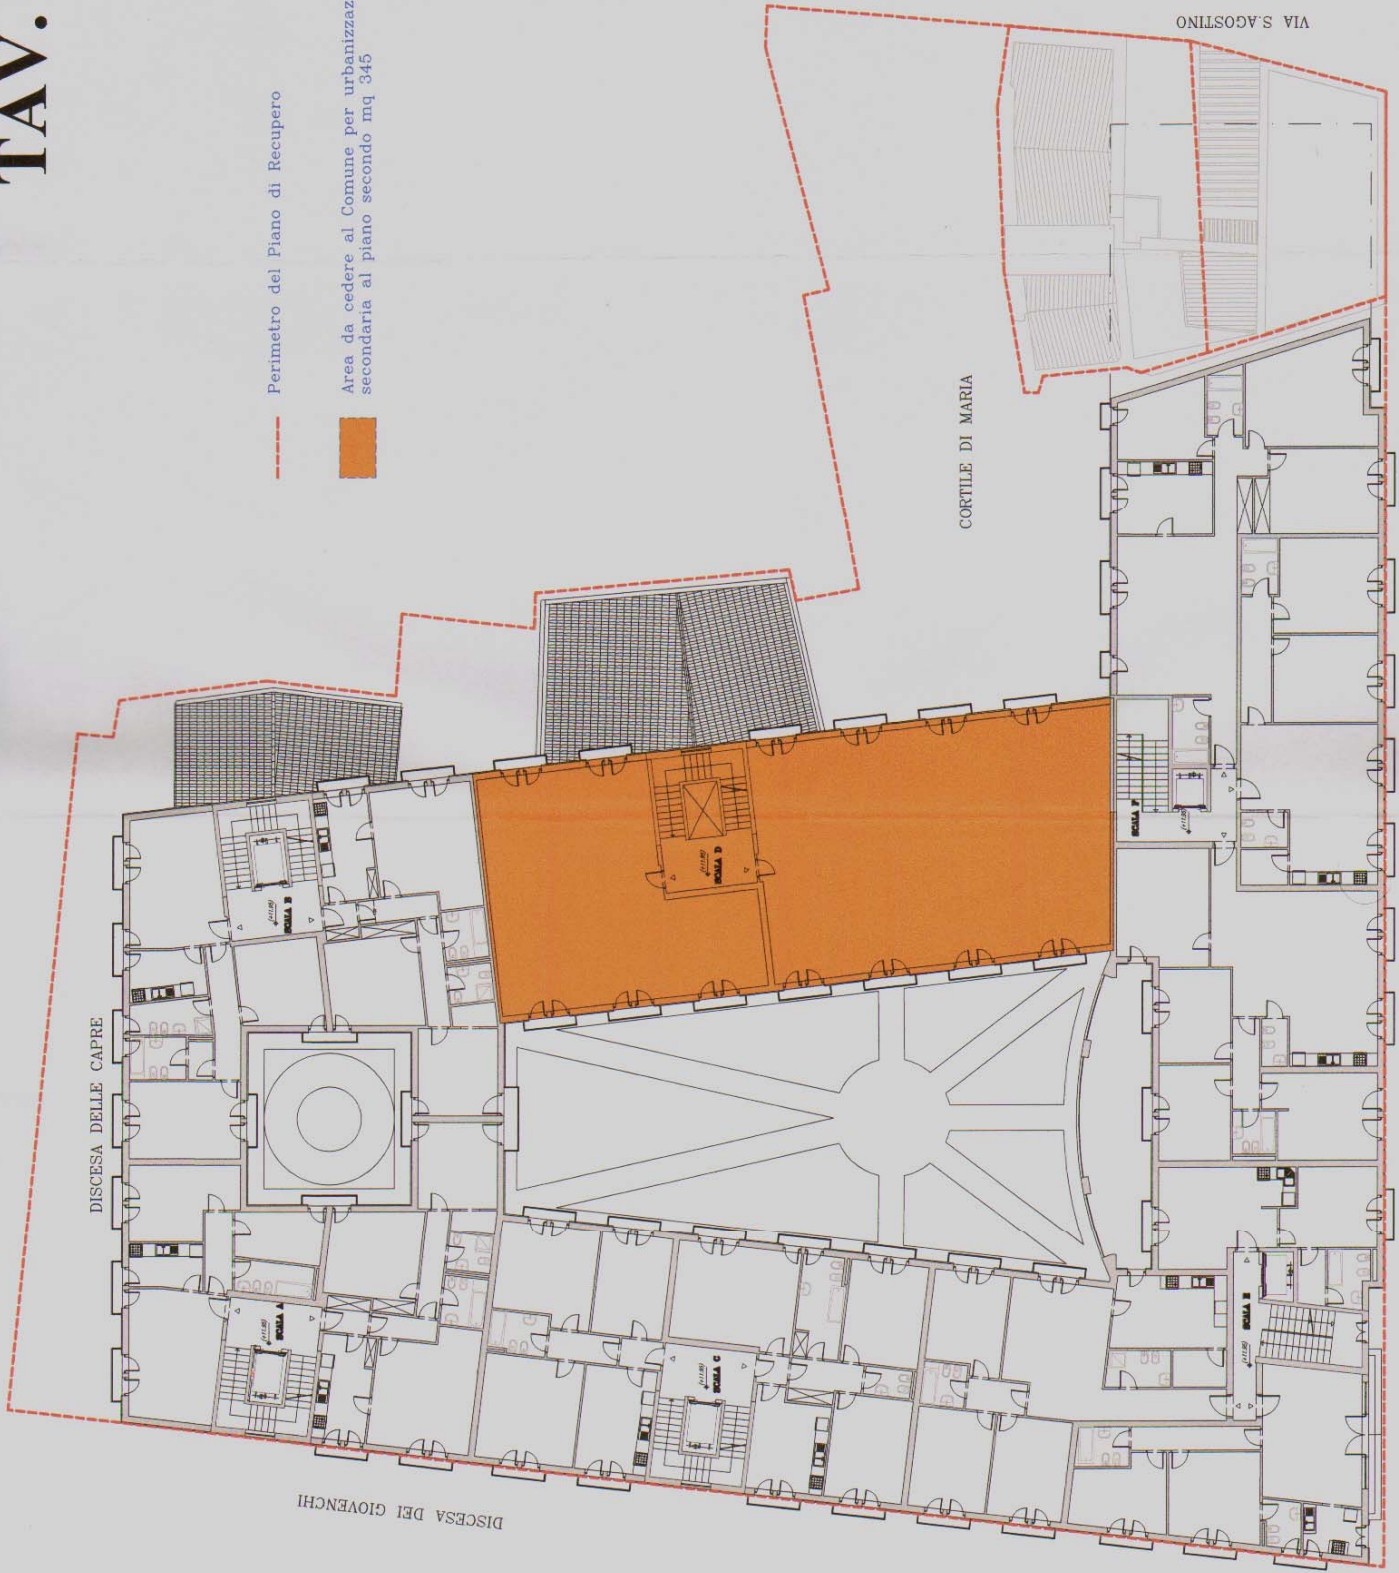 TAV.
Perimetro del Piano di Recupero
Area da cedere al Comune per urbanizzaz
secondaria al piano secondo mq 345
VIA S.AGOSTINO
CORTILE DI MARIA
DISCESA DELLE CAPRE
DISCESA DEI GIOVENCHI
SCALA B
SCALA D
SCALA F
SCALA A
SCALA C
SCALA E